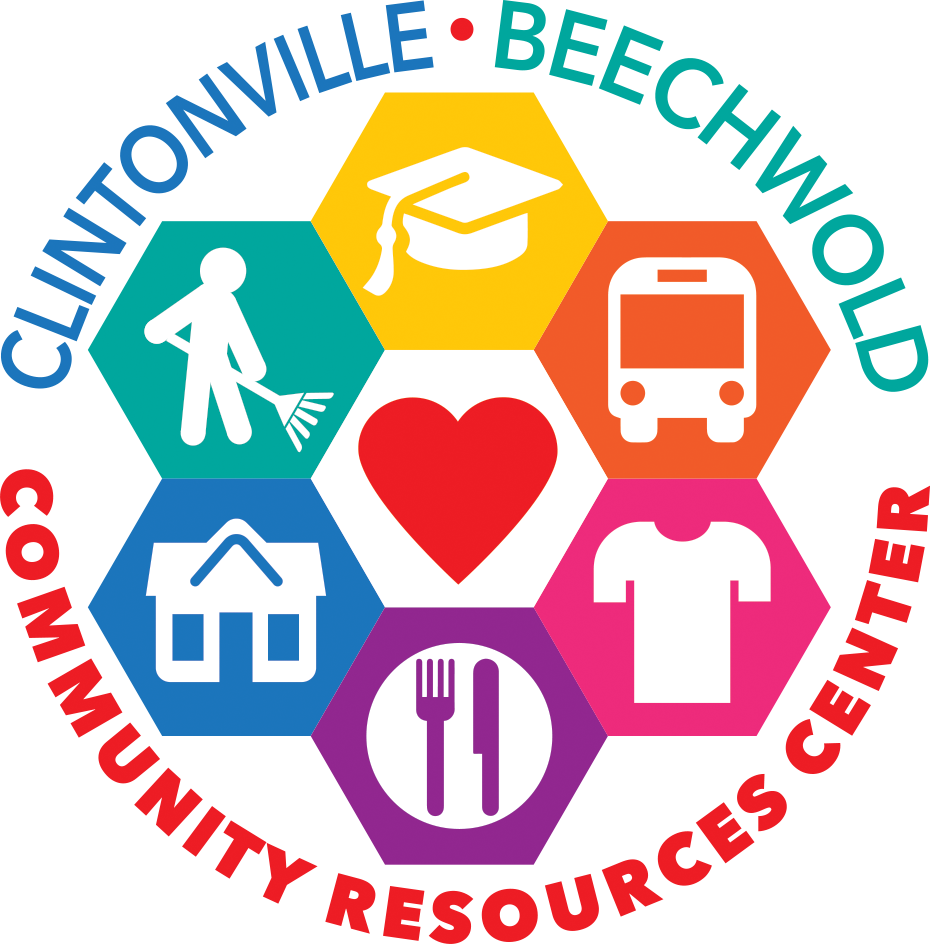 CLINTONVILLE • BEECHWOLD
COMMUNITY RESOURCES CENTER